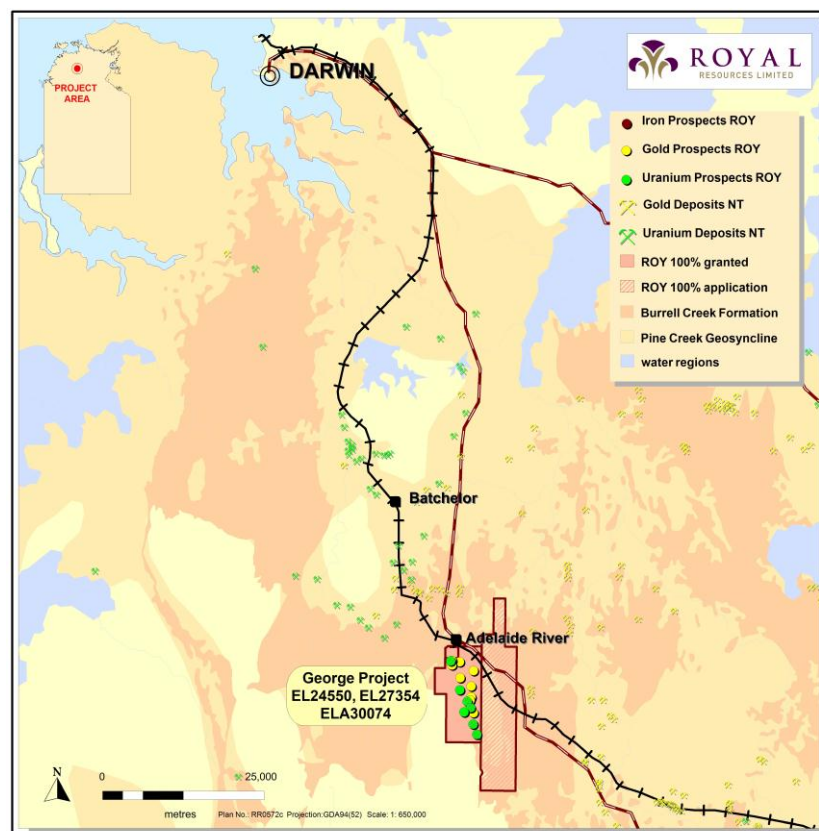 DARWIN
PROJECT
AREA
ROYAL
RESOURCES LIMITED
Iron Prospects ROY
Gold Prospects ROY
Uranium Prospects ROY
Gold Deposits NT
Uranium Deposits NT
ROY 100% granted
ROY 100% application
Burrell Creek Formation
Pine Creek Geosyncline
water regions
Batchelor
Adelaide River
George Project
EL24550, EL27354
ELA30074
N
0 25,000
metres
Plan No.: RR0572c Projection:GDA94(52) Scale: 1: 650,000